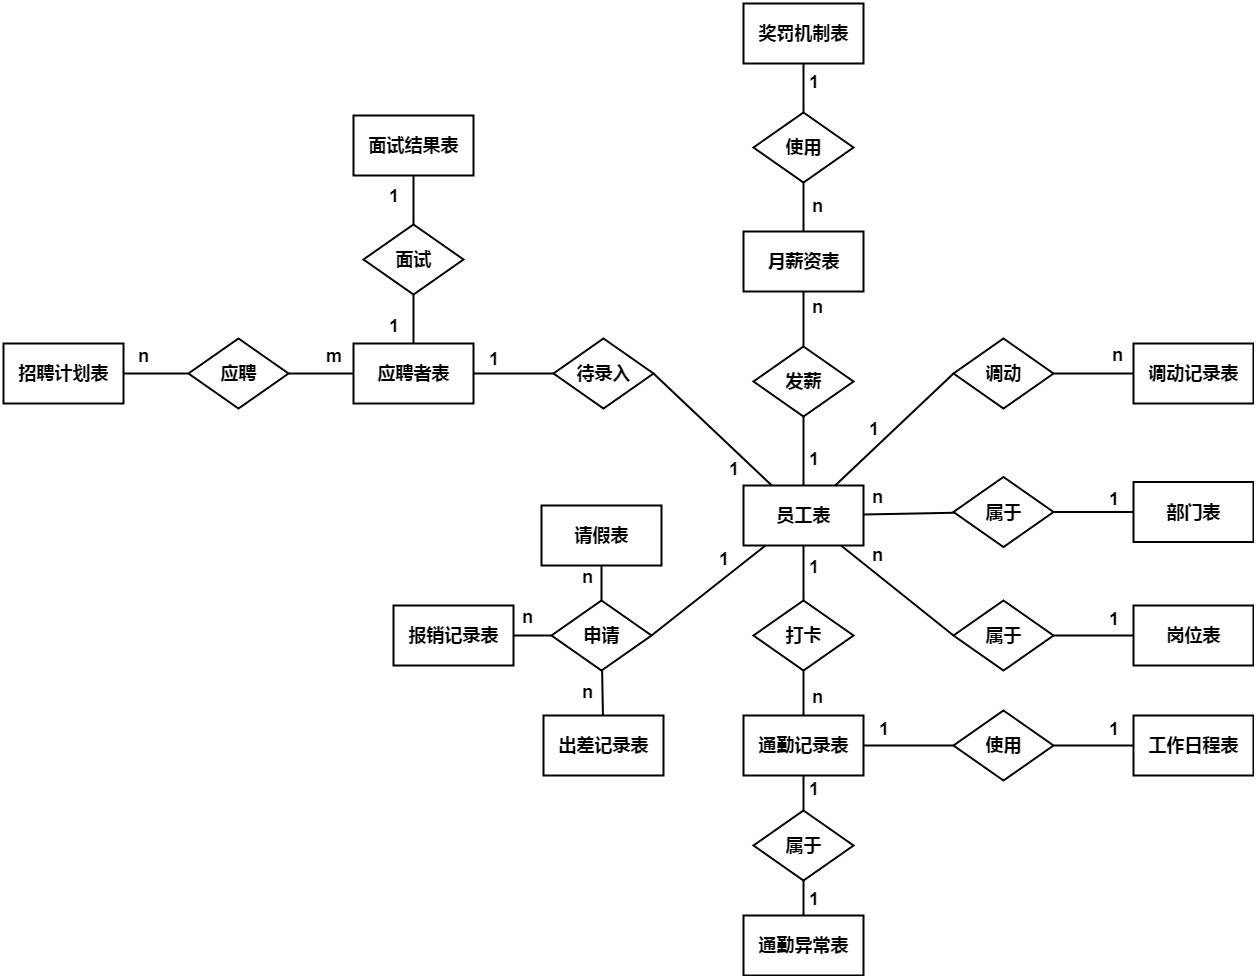 奖罚机制表
1
使用
n
月薪资表
n
发薪
1
面试结果表
1
面试
1
招聘计划表
n
应聘
m
应聘者表
1
待录入
1
调动
n
调动记录表
1
员工表
n
属于
1
部门表
请假表
n
报销记录表
n
申请
1
n
出差记录表
1
打卡
n
n
属于
1
岗位表
通勤记录表
1
使用
1
工作日程表
1
属于
1
通勤异常表